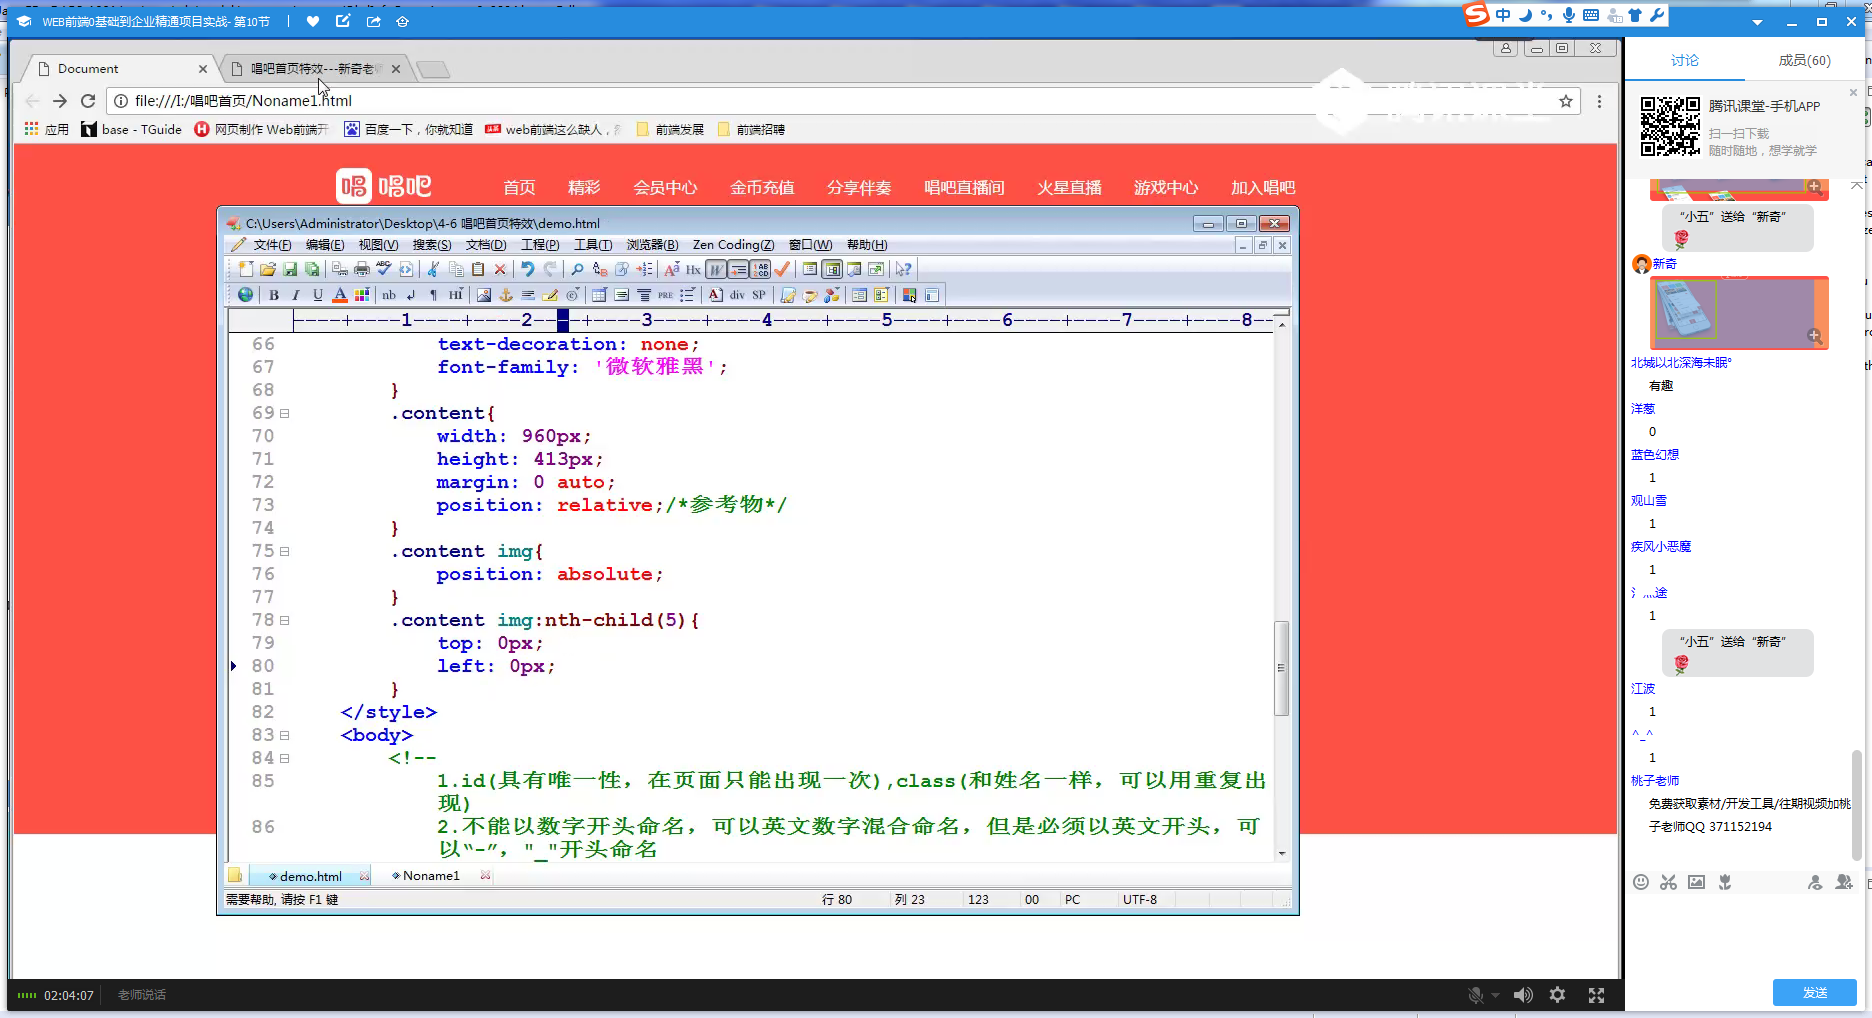 WEB前端0基础到企业精通项目实战- 第10节
中
Document
唱吧首页特效---新奇老师
file:///I:/唱吧首页/Noname1.html
应用
base - TGuide
网页制作 Web前端开
百度一下，你就知道
web前端这么缺人，
前端发展
前端招聘
唱 唱吧
首页 精彩 会员中心 金币充值 分享伴奏 唱吧直播间 火星直播 游戏中心 加入唱吧
C:\Users\Administrator\Desktop\4-6 唱吧首页特效\demo.html
文件(F) 编辑(E) 视图(V) 搜索(S) 文档(D) 工程(P) 工具(T) 浏览器(B) Zen Coding(Z) 窗口(W) 帮助(H)
B I U A nb ¶ HI PRE A div SP
----+----1----+----2----+----3----+----4----+----5----+----6----+----7----+----8--
66 text-decoration: none;
67 font-family: '微软雅黑';
68 }
69 .content{
70 width: 960px;
71 height: 413px;
72 margin: 0 auto;
73 position: relative;/*参考物*/
74 }
75 .content img{
76 position: absolute;
77 }
78 .content img:nth-child(5){
79 top: 0px;
80 left: 0px;
81 }
82 </style>
83 <body>
84 <!--
85 1.id(具有唯一性，在页面只能出现一次),class(和姓名一样，可以用重复出
现)
86 2.不能以数字开头命名，可以英文数字混合命名，但是必须以英文开头，可
以“-”，"_"开头命名
demo.html
Noname1
需要帮助, 请按 F1 键
行 80 列 23 123 00 PC UTF-8
02:04:07 老师说话
讨论
成员(60)
腾讯课堂-手机APP
扫一扫下载
随时随地，想学就学
“小五”送给“新奇”
新奇
北城以北深海未眠°
有趣
洋葱
0
蓝色幻想
1
观山雪
1
疾风小恶魔
1
氵灬途
1
“小五”送给“新奇”
江波
1
^_^
1
桃子老师
免费获取素材/开发工具/往期视频加桃
子老师QQ 371152194
发送